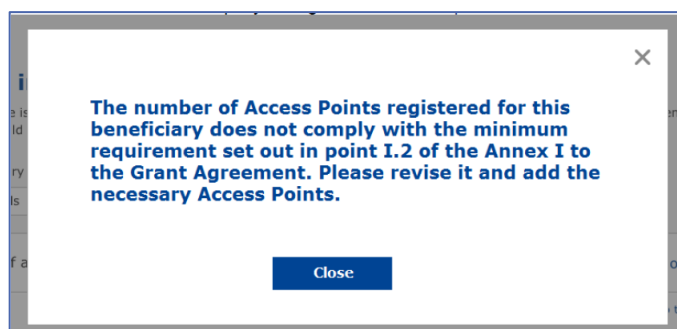 The number of Access Points registered for this
beneficiary does not comply with the minimum
requirement set out in point I.2 of the Annex I to
the Grant Agreement. Please revise it and add the
necessary Access Points.
Close